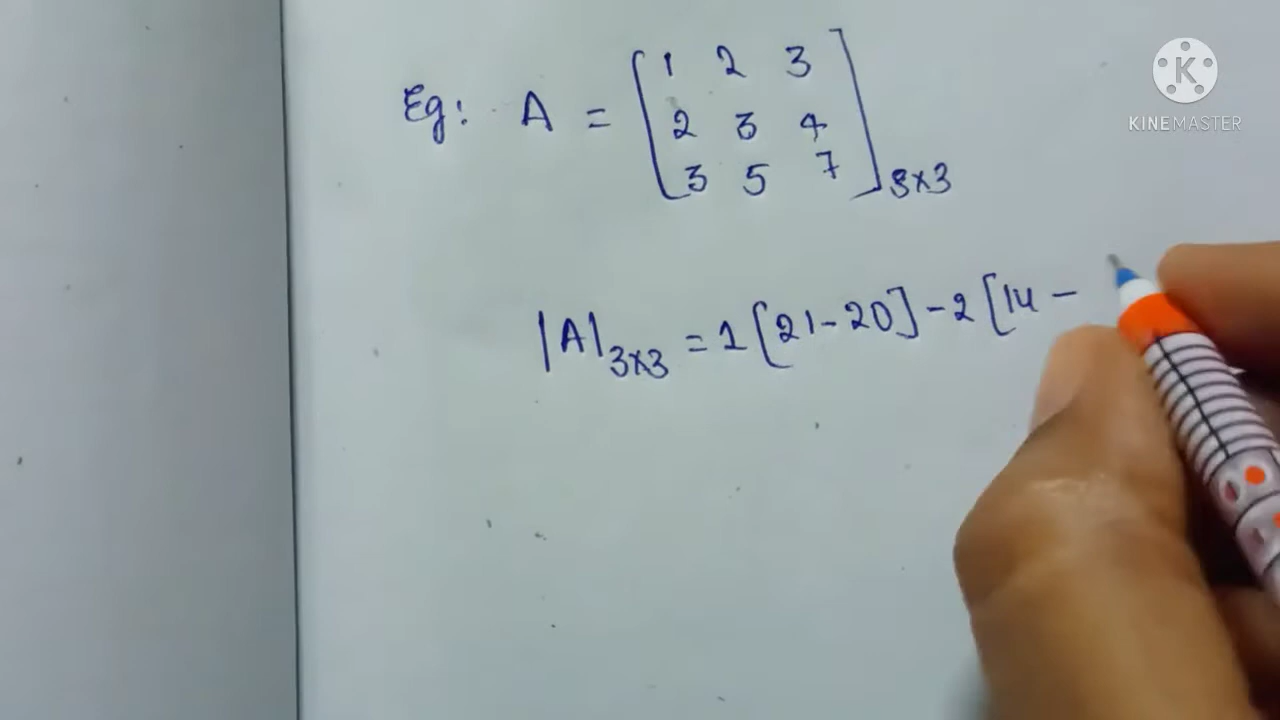 1 2 3
Eg: A = 2 3 4
3 5 7 3x3
|A|3x3 = 1[21-20] -2 [14 -
K
KINEMASTER